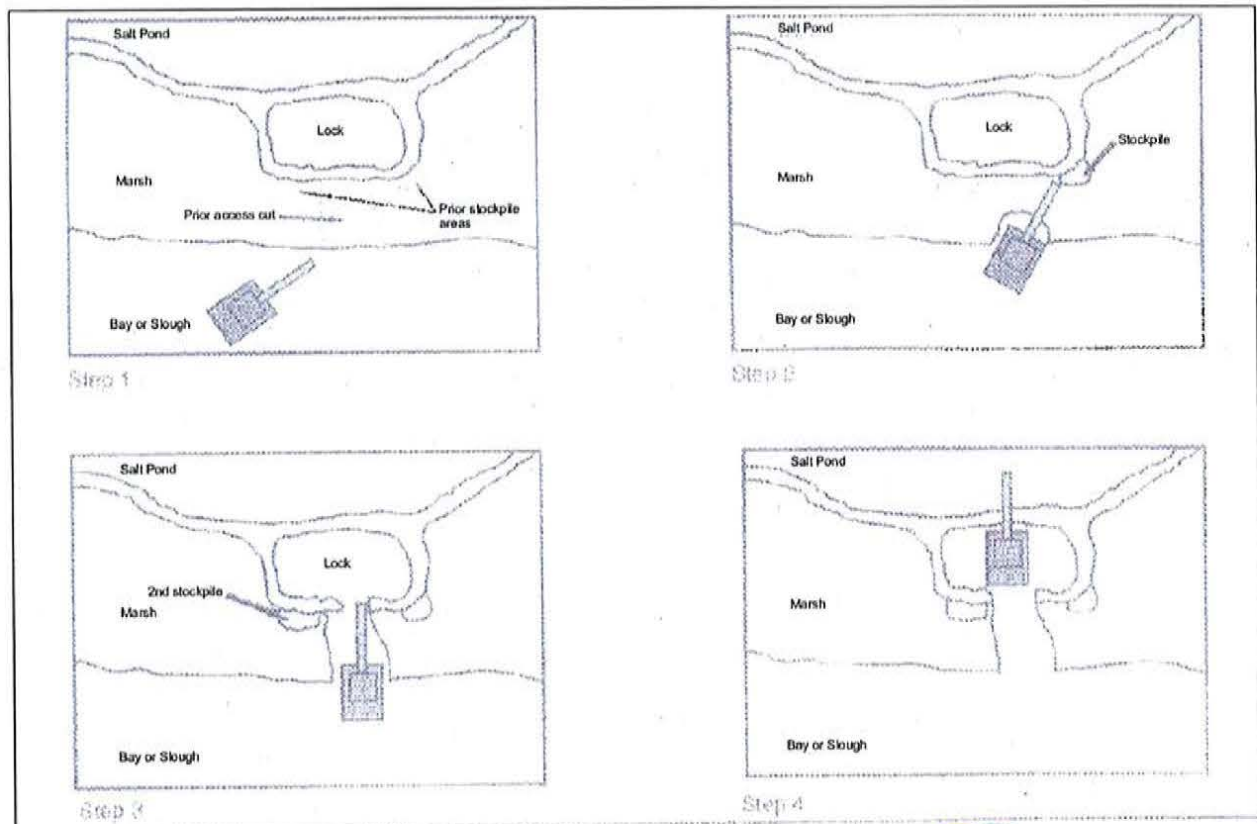 Salt Pond
Lock
Marsh
Prior access cut
Prior stockpile
areas
Bay or Slough
Step 1
Salt Pond
Lock
Stockpile
Marsh
Bay or Slough
Step 2
Salt Pond
Lock
2nd stockpile
Marsh
Bay or Slough
Step 3
Salt Pond
Marsh
Bay or Slough
Step 4